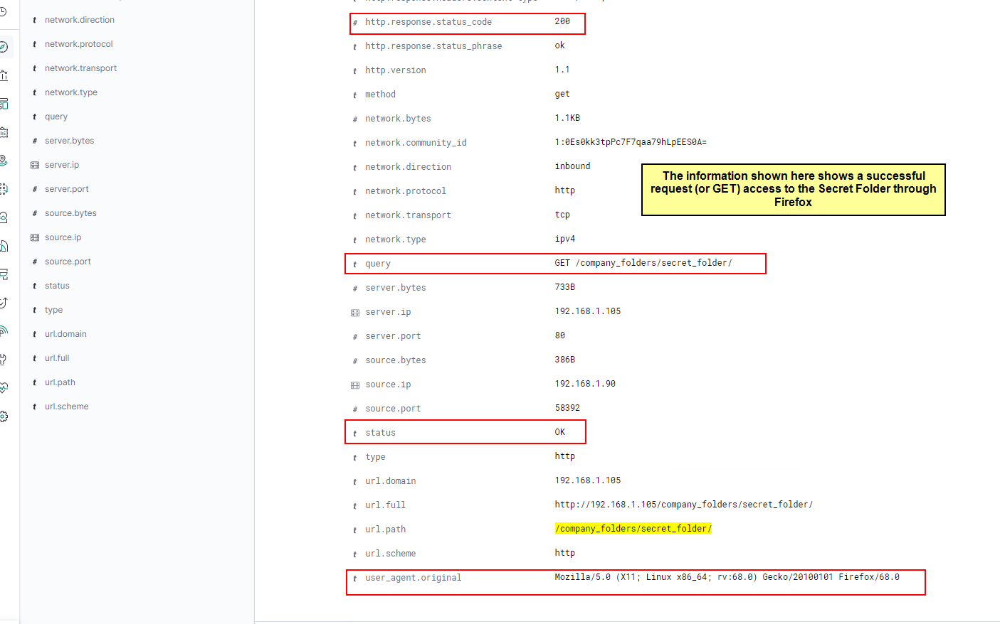 network.direction
network.protocol
network.transport
network.type
query
server.bytes
server.ip
server.port
source.bytes
source.ip
source.port
status
type
url.domain
url.full
url.path
url.scheme
# http.response.status_code 200
t http.response.status_phrase ok
t http.version 1.1
t method get
# network.bytes 1.1KB
t network.community_id 1:0Es0kk3tpPc7F7qaa79hLpEES0A=
t network.direction inbound
t network.protocol http
t network.transport tcp
t network.type ipv4
t query GET /company_folders/secret_folder/
# server.bytes 733B
server.ip 192.168.1.105
# server.port 80
# source.bytes 386B
source.ip 192.168.1.90
# source.port 58392
t status OK
t type http
t url.domain 192.168.1.105
t url.full http://192.168.1.105/company_folders/secret_folder/
t url.path /company_folders/secret_folder/
t url.scheme http
t user_agent.original Mozilla/5.0 (X11; Linux x86_64; rv:68.0) Gecko/20100101 Firefox/68.0
The information shown here shows a successful
request (or GET) access to the Secret Folder through
Firefox